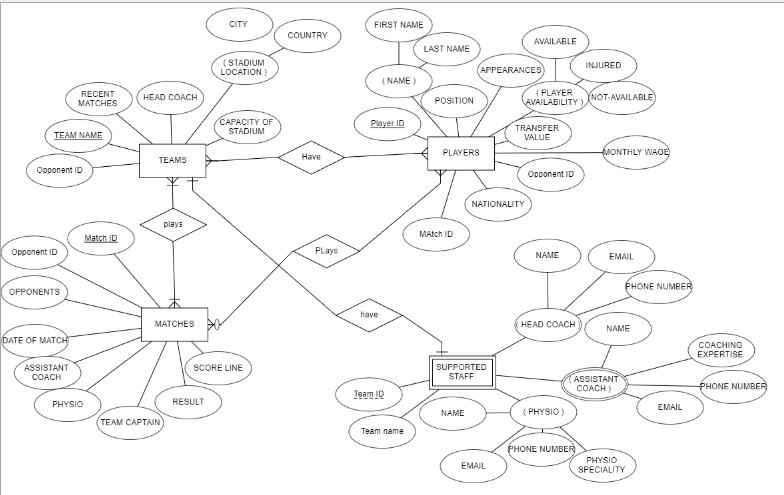 CITY
COUNTRY
( STADIUM
LOCATION )
RECENT
MATCHES
HEAD COACH
TEAM NAME
CAPACITY OF
STADIUM
Opponent ID
TEAMS
Have
FIRST NAME
LAST NAME
( NAME )
APPEARANCES
AVAILABLE
INJURED
( PLAYER
AVAILABILITY )
NOT-AVAILABLE
POSITION
Player ID
TRANSFER
VALUE
PLAYERS
MONTHLY WAGE
Opponent ID
NATIONALITY
MAtch ID
plays
PLays
have
Match ID
Opponent ID
OPPONENTS
DATE OF MATCH
MATCHES
ASSISTANT
COACH
PHYSIO
TEAM CAPTAIN
RESULT
SCORE LINE
NAME
EMAIL
PHONE NUMBER
(HEAD COACH )
NAME
COACHING
EXPERTISE
SUPPORTED
STAFF
( ASSISTANT
COACH )
PHONE NUMBER
EMAIL
Team ID
Team name
NAME
( PHYSIO )
PHONE NUMBER
EMAIL
PHYSIO
SPECIALITY